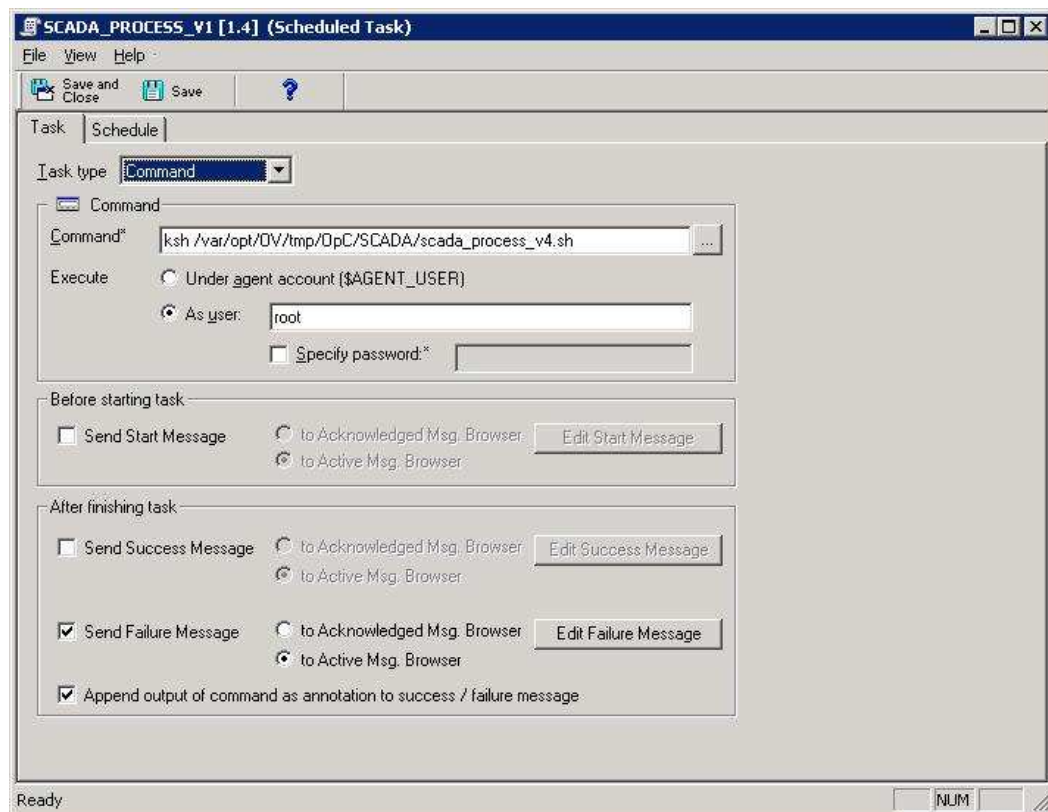 SCADA_PROCESS_V1 [1.4] (Scheduled Task)
File View Help
Save and Close Save ?
Task Schedule
Task type Command
Command
Command* ksh /var/opt/OV/tmp/OpC/SCADA/scada_process_v4.sh ...
Execute Under agent account ($AGENT_USER)
As user: root
Specify password:*
Before starting task
Send Start Message to Acknowledged Msg. Browser Edit Start Message
to Active Msg. Browser
After finishing task
Send Success Message to Acknowledged Msg. Browser Edit Success Message
to Active Msg. Browser
Send Failure Message to Acknowledged Msg. Browser Edit Failure Message
to Active Msg. Browser
Append output of command as annotation to success / failure message
Ready NUM